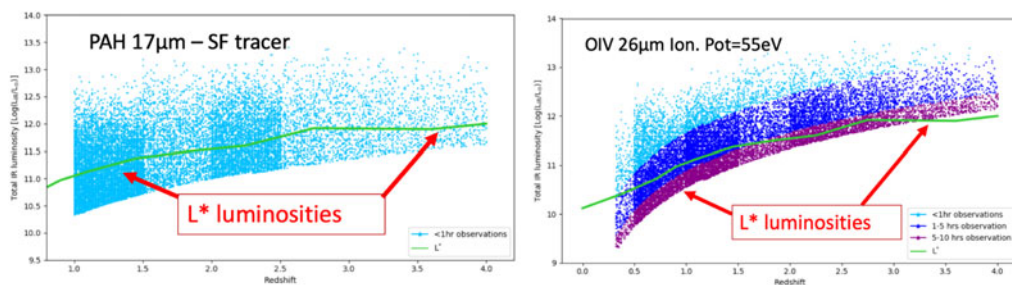 PAH 17μm – SF tracer
Total IR luminosity [Log(L_IR/L_⊙)]
14.0
13.5
13.0
12.5
12.0
11.5
11.0
10.5
10.0
9.5
L* luminosities
<1hr observations
L*
1.0
1.5
2.0
2.5
3.0
3.5
4.0
Redshift
OIV 26μm Ion. Pot=55eV
Total IR luminosity [Log(L_IR/L_⊙)]
14
13
12
11
10
9
L* luminosities
<1hr observations
1-5 hrs observation
5-10 hrs observation
L*
0.0
0.5
1.0
1.5
2.0
2.5
3.0
3.5
4.0
Redshift